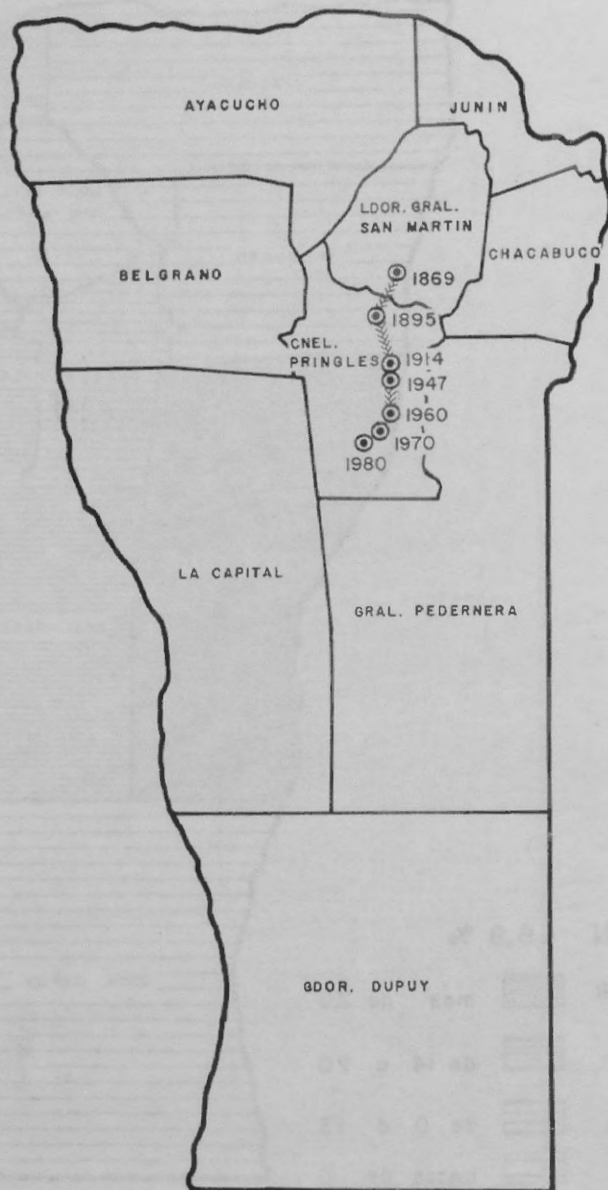 AYACUCHO
JUNIN
LDOR. GRAL.
SAN MARTIN
CHACABUCO
BELGRANO
1869
1895
CNEL.
PRINGLES
1914
1947
1960
1970
1980
LA CAPITAL
GRAL. PEDERNERA
GDOR. DUPUY